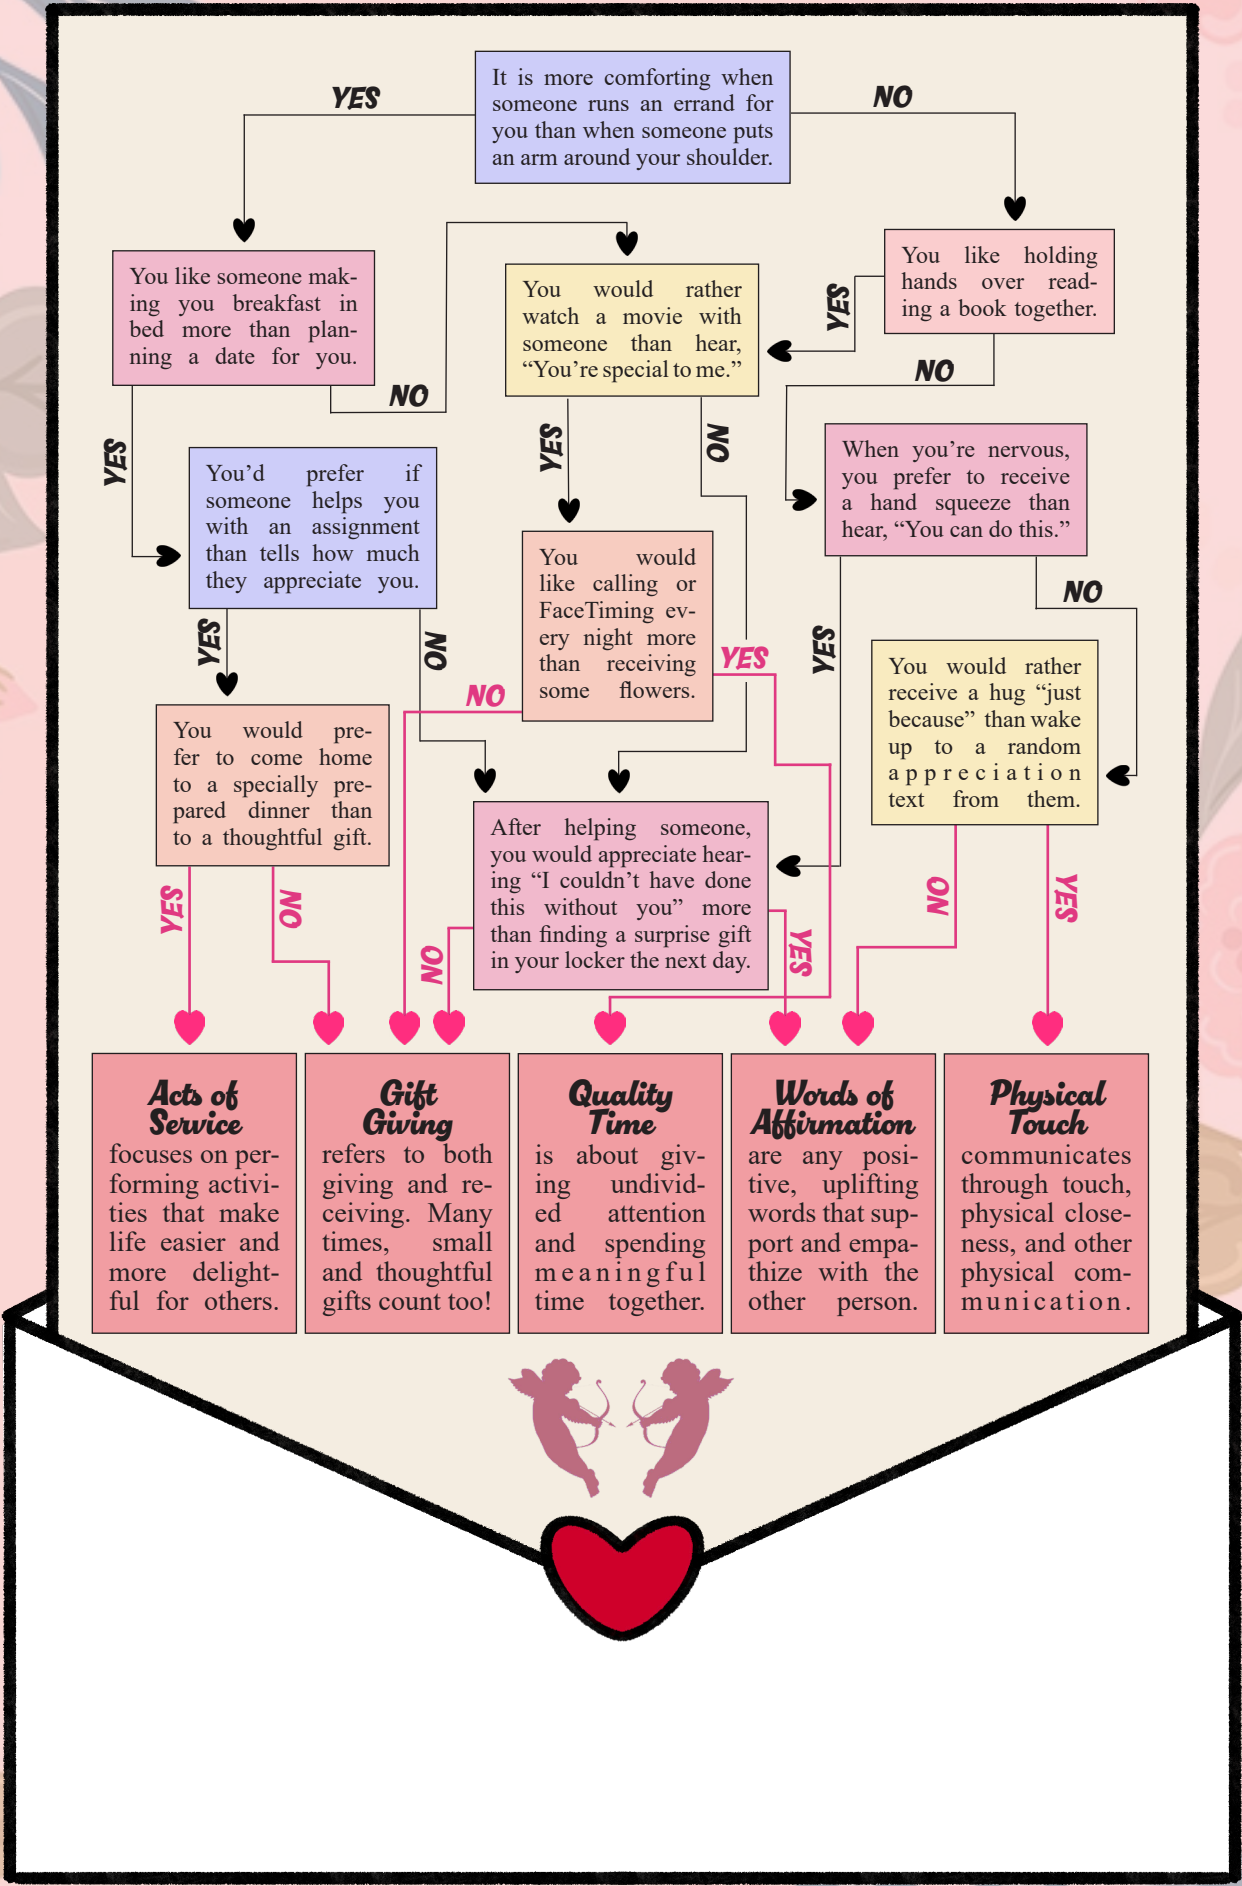 It is more comforting when
someone runs an errand for
you than when someone puts
an arm around your shoulder.
YES
NO
You like someone mak-
ing you breakfast in
bed more than plan-
ning a date for you.
YES
NO
You would rather
watch a movie with
someone than hear,
“You’re special to me.”
YES
NO
You like holding
hands over read-
ing a book together.
YES
NO
You’d prefer if
someone helps you
with an assignment
than tells how much
they appreciate you.
YES
NO
You would
like calling or
FaceTiming ev-
ery night more
than receiving
some flowers.
YES
NO
When you’re nervous,
you prefer to receive
a hand squeeze than
hear, “You can do this.”
YES
NO
You would pre-
fer to come home
to a specially pre-
pared dinner than
to a thoughtful gift.
YES
NO
After helping someone,
you would appreciate hear-
ing “I couldn’t have done
this without you” more
than finding a surprise gift
in your locker the next day.
NO
YES
You would rather
receive a hug “just
because” than wake
up to a random
appreciation
text from them.
NO
YES
Acts of
Service
focuses on per-
forming activi-
ties that make
life easier and
more delight-
ful for others.
Gift
Giving
refers to both
giving and re-
ceiving. Many
times, small
and thoughtful
gifts count too!
Quality
Time
is about giv-
ing undivid-
ed attention
and spending
meaningful
time together.
Words of
Affirmation
are any posi-
tive, uplifting
words that sup-
port and empa-
thize with the
other person.
Physical
Touch
communicates
through touch,
physical close-
ness, and other
physical com-
munication.